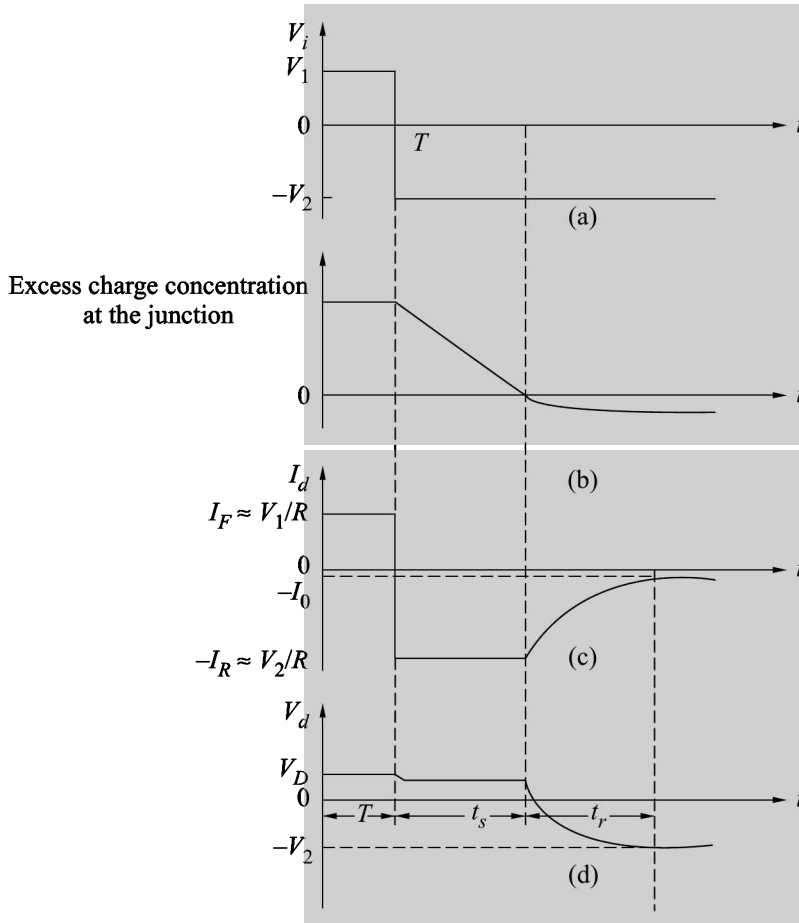 V_i
V_1
0
T
t
–V_2
(a)
Excess charge concentration
at the junction
0
t
(b)
I_d
I_F ≈ V_1/R
0
t
–I_0
–I_R ≈ V_2/R
(c)
V_d
V_D
0
t
T
t_s
t_r
–V_2
(d)